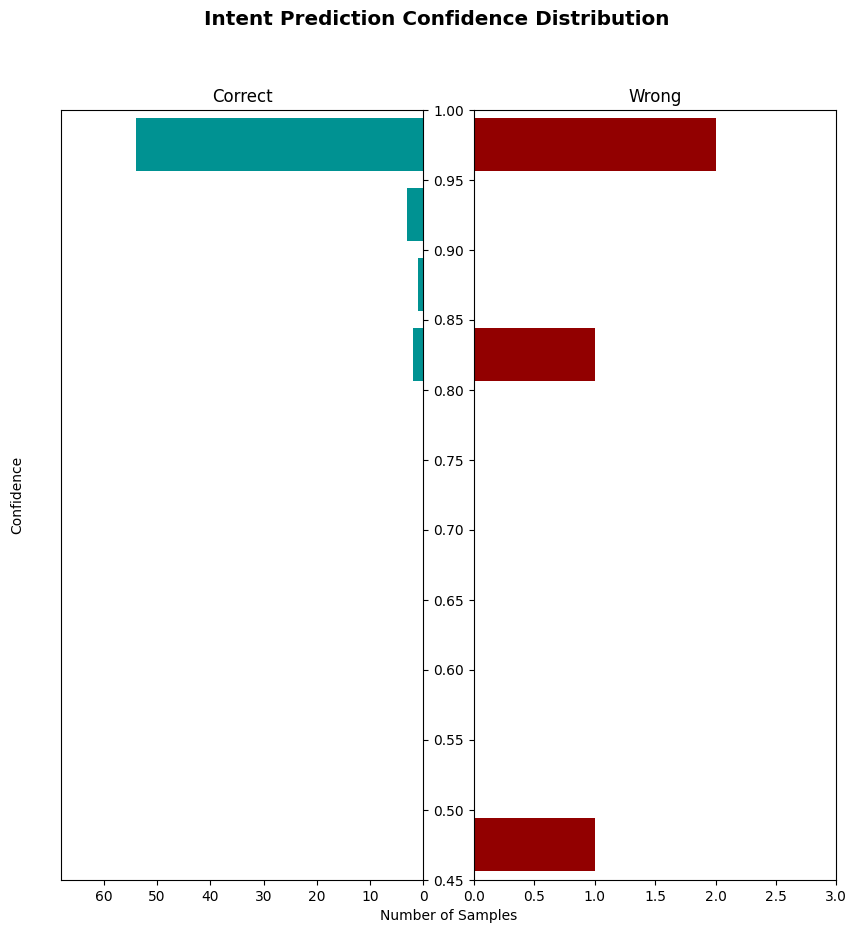 Intent Prediction Confidence Distribution
Correct
Wrong
1.00
0.95
0.90
0.85
0.80
0.75
0.70
0.65
0.60
0.55
0.50
0.45
Confidence
60 50 40 30 20 10 0
0.0 0.5 1.0 1.5 2.0 2.5 3.0
Number of Samples